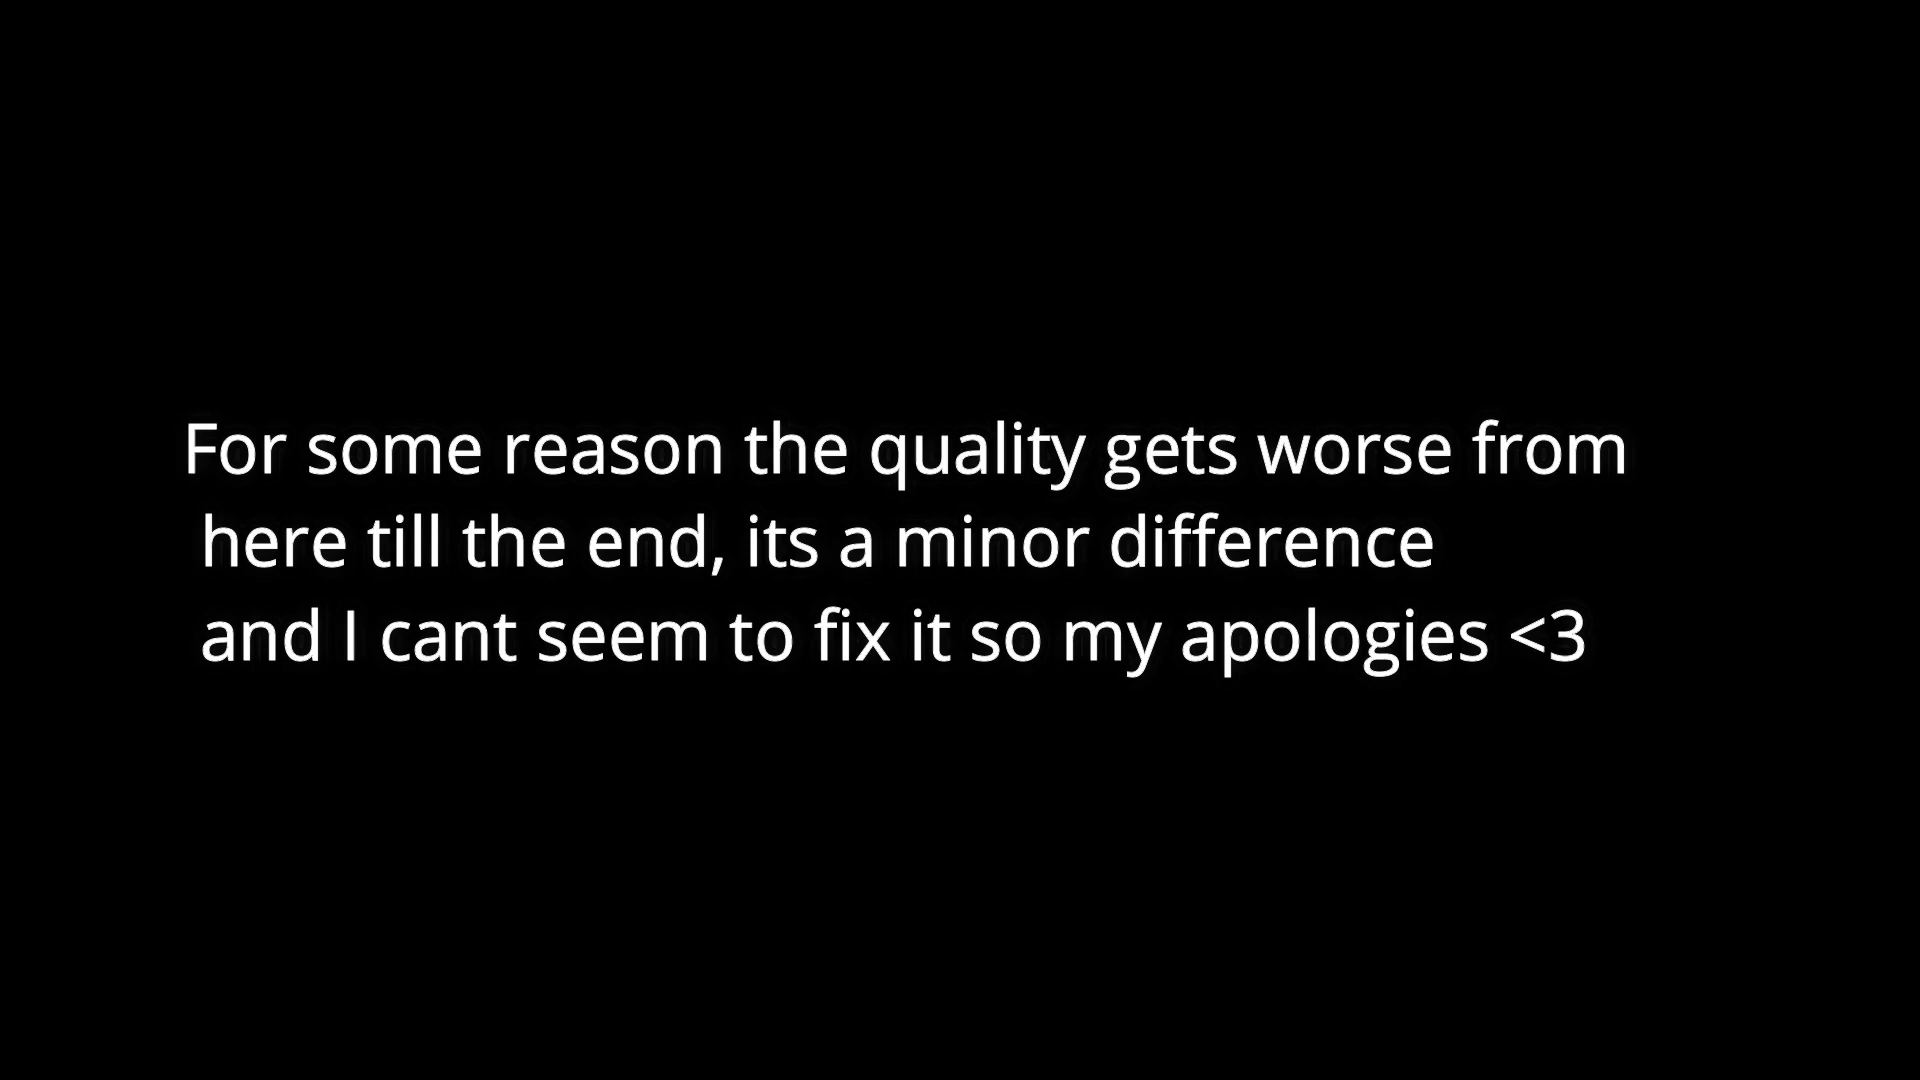 For some reason the quality gets worse from
here till the end, its a minor difference
and I cant seem to fix it so my apologies <3